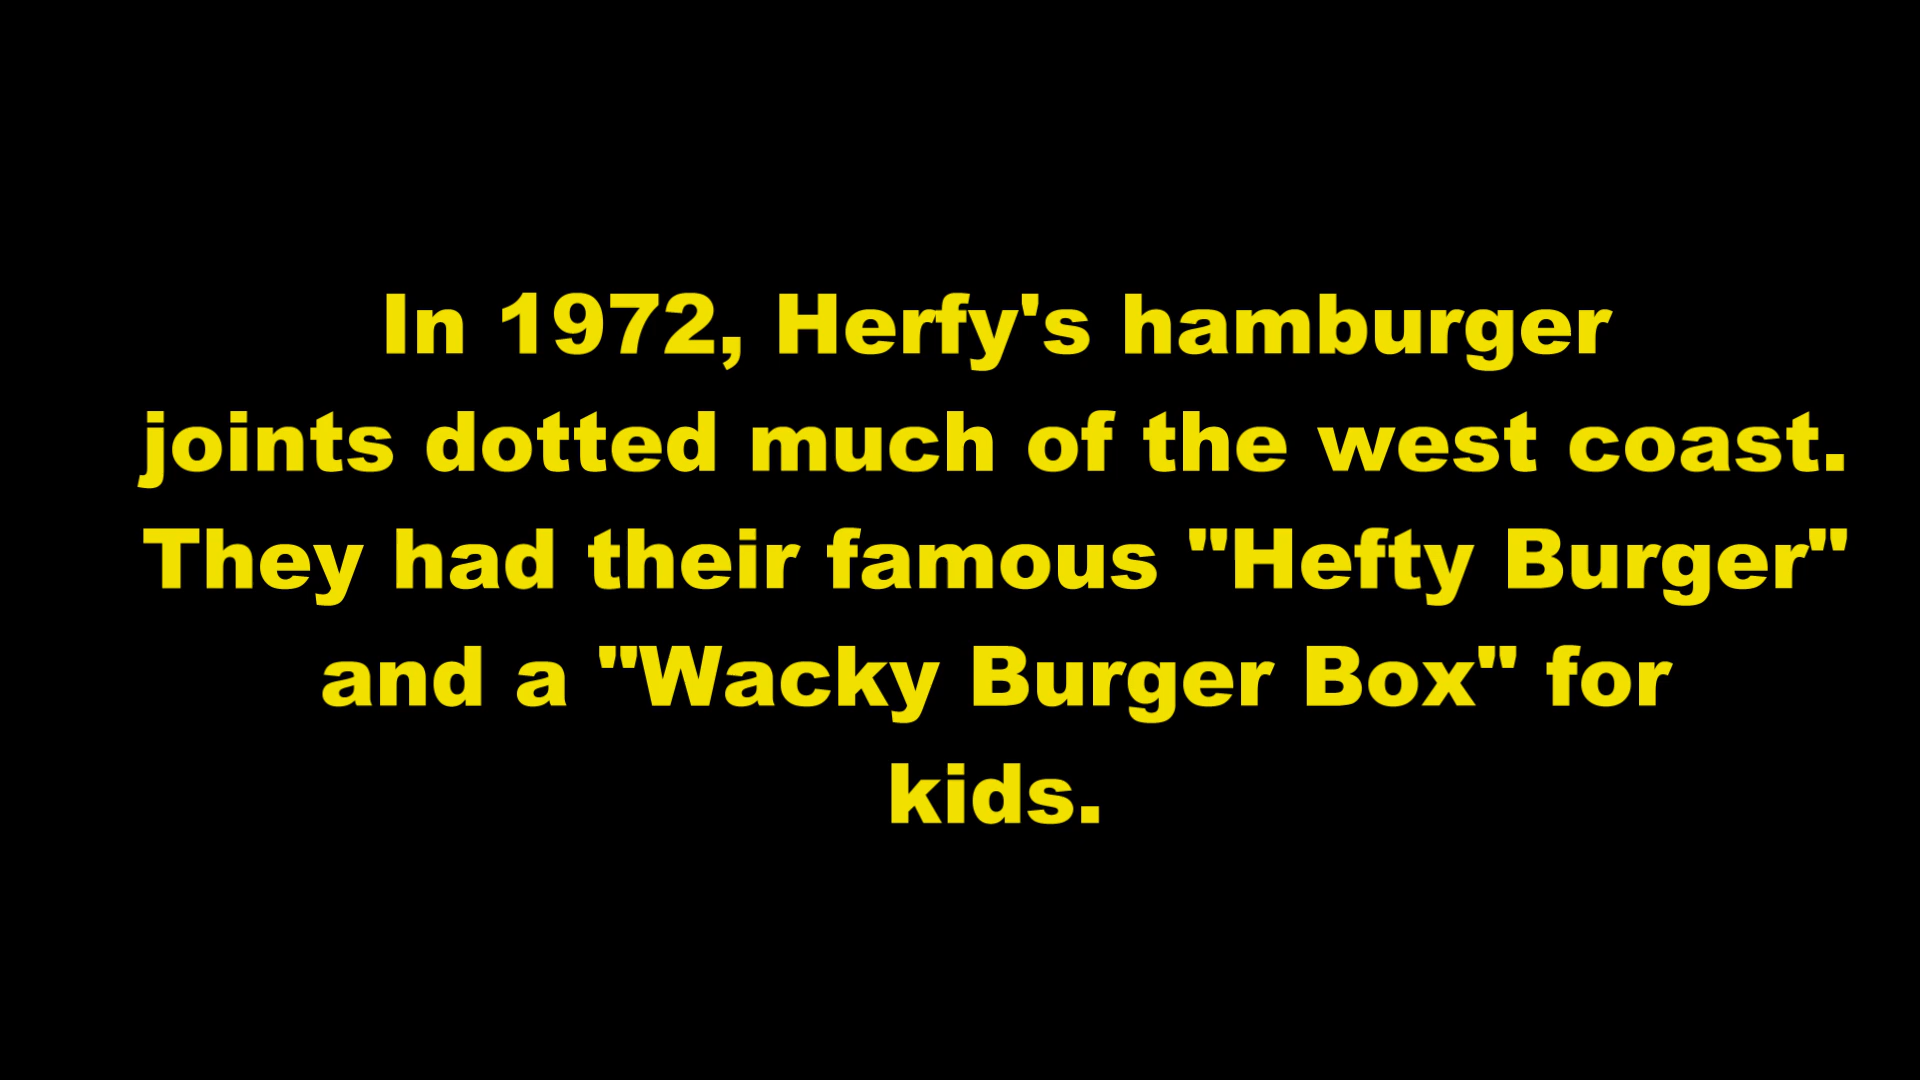 In 1972, Herfy's hamburger
joints dotted much of the west coast.
They had their famous "Hefty Burger"
and a "Wacky Burger Box" for
kids.